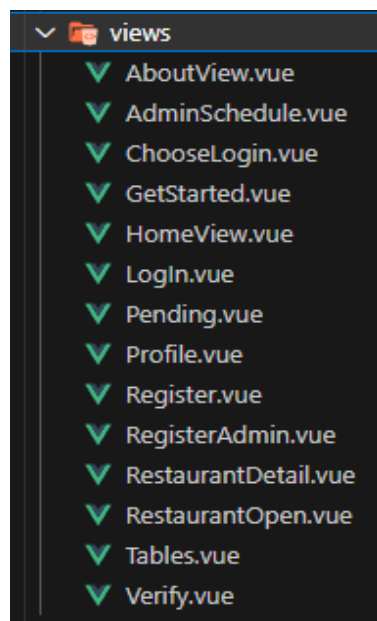 views
AboutView.vue
AdminSchedule.vue
ChooseLogin.vue
GetStarted.vue
HomeView.vue
LogIn.vue
Pending.vue
Profile.vue
Register.vue
RegisterAdmin.vue
RestaurantDetail.vue
RestaurantOpen.vue
Tables.vue
Verify.vue